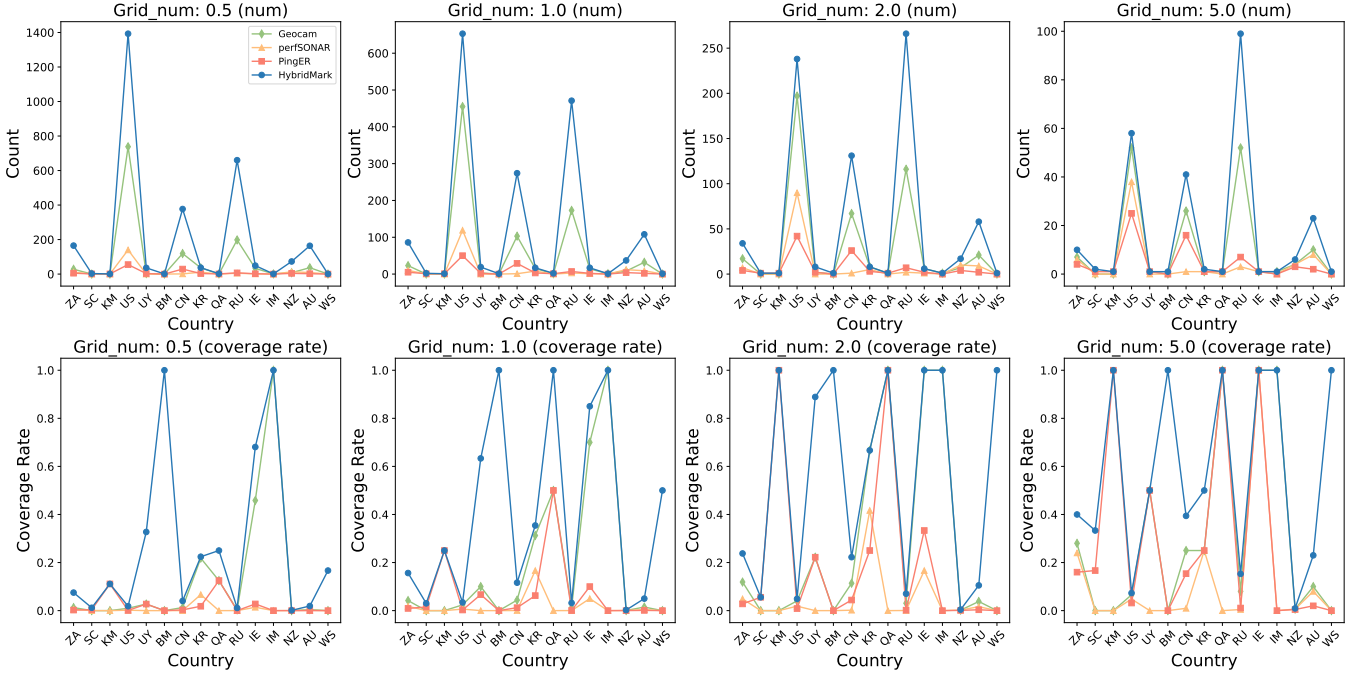 Grid_num: 0.5 (num)
Count
1400
1200
1000
800
600
400
200
0
Geocam
perfSONAR
PingER
HybridMark
ZA SC KM US UY BM CN KR QA RU IE IM NZ AU WS
Country
Grid_num: 1.0 (num)
Count
600
500
400
300
200
100
0
ZA SC KM US UY BM CN KR QA RU IE IM NZ AU WS
Country
Grid_num: 2.0 (num)
Count
250
200
150
100
50
0
ZA SC KM US UY BM CN KR QA RU IE IM NZ AU WS
Country
Grid_num: 5.0 (num)
Count
100
80
60
40
20
0
ZA SC KM US UY BM CN KR QA RU IE IM NZ AU WS
Country
Grid_num: 0.5 (coverage rate)
Coverage Rate
1.0
0.8
0.6
0.4
0.2
0.0
ZA SC KM US UY BM CN KR QA RU IE IM NZ AU WS
Country
Grid_num: 1.0 (coverage rate)
Coverage Rate
1.0
0.8
0.6
0.4
0.2
0.0
ZA SC KM US UY BM CN KR QA RU IE IM NZ AU WS
Country
Grid_num: 2.0 (coverage rate)
Coverage Rate
1.0
0.8
0.6
0.4
0.2
0.0
ZA SC KM US UY BM CN KR QA RU IE IM NZ AU WS
Country
Grid_num: 5.0 (coverage rate)
Coverage Rate
1.0
0.8
0.6
0.4
0.2
0.0
ZA SC KM US UY BM CN KR QA RU IE IM NZ AU WS
Country